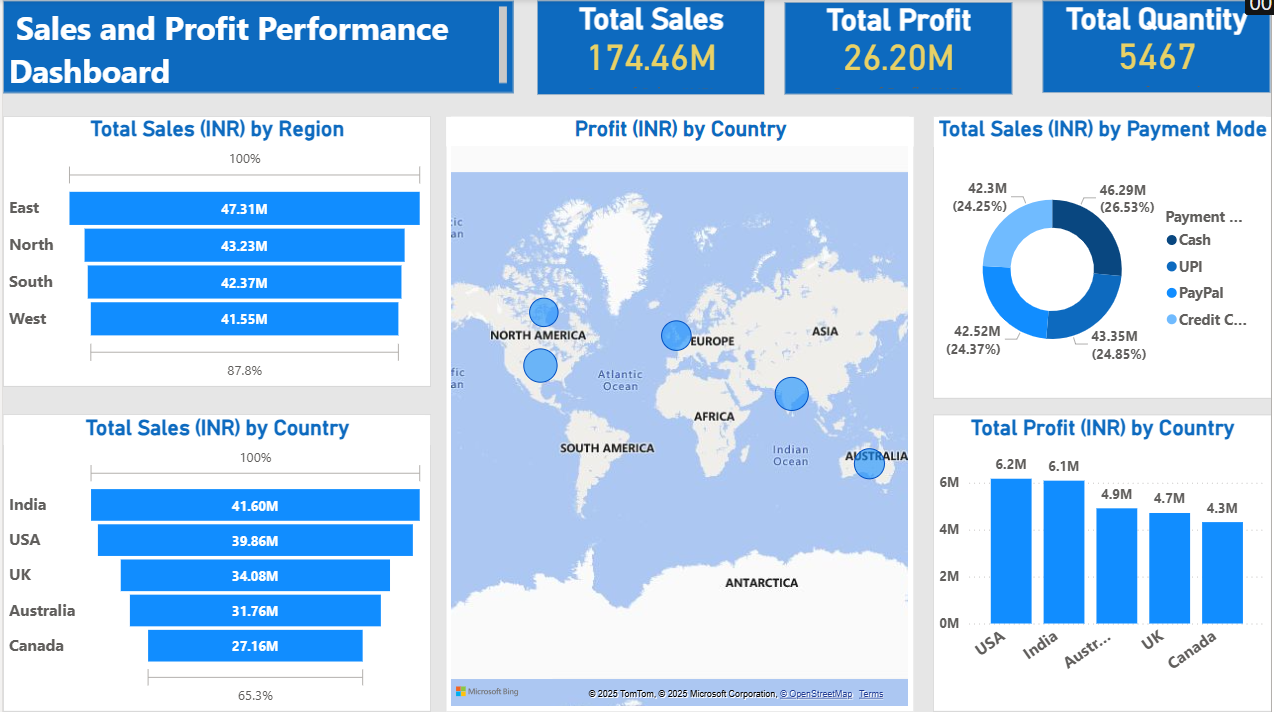 Sales and Profit Performance
Dashboard
Total Sales
174.46M
Total Profit
26.20M
Total Quantity
5467
00
Total Sales (INR) by Region
100%
East
47.31M
North
43.23M
South
42.37M
West
41.55M
87.8%
Total Sales (INR) by Country
100%
India
41.60M
USA
39.86M
UK
34.08M
Australia
31.76M
Canada
27.16M
65.3%
Profit (INR) by Country
ic
an
NORTH AMERICA
EUROPE
ASIA
fic
an
Atlantic
Ocean
AFRICA
SOUTH AMERICA
Indian
Ocean
AUSTRALIA
ANTARCTICA
Microsoft Bing
© 2025 TomTom, © 2025 Microsoft Corporation, © OpenStreetMap Terms
Total Sales (INR) by Payment Mode
42.3M
(24.25%)
46.29M
(26.53%)
42.52M
(24.37%)
43.35M
(24.85%)
Payment ...
Cash
UPI
PayPal
Credit C...
Total Profit (INR) by Country
6.2M
6.1M
4.9M
4.7M
4.3M
6M
4M
2M
0M
USA
India
Austr...
UK
Canada